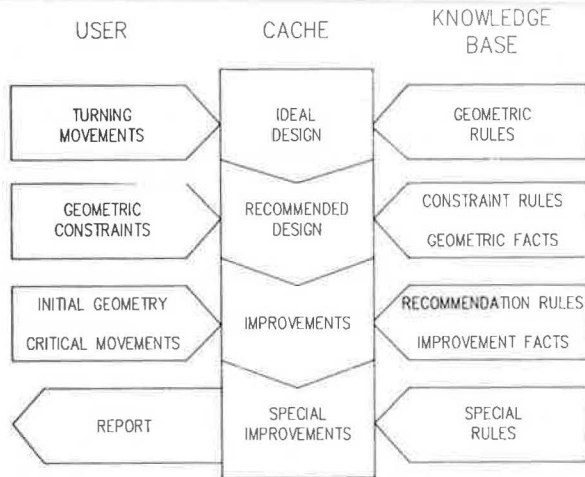 USER
CACHE
KNOWLEDGE
BASE
TURNING
MOVEMENTS
IDEAL
DESIGN
GEOMETRIC
RULES
GEOMETRIC
CONSTRAINTS
RECOMMENDED
DESIGN
CONSTRAINT RULES
GEOMETRIC FACTS
INITIAL GEOMETRY
CRITICAL MOVEMENTS
IMPROVEMENTS
RECOMMENDATION RULES
IMPROVEMENT FACTS
REPORT
SPECIAL
IMPROVEMENTS
SPECIAL
RULES